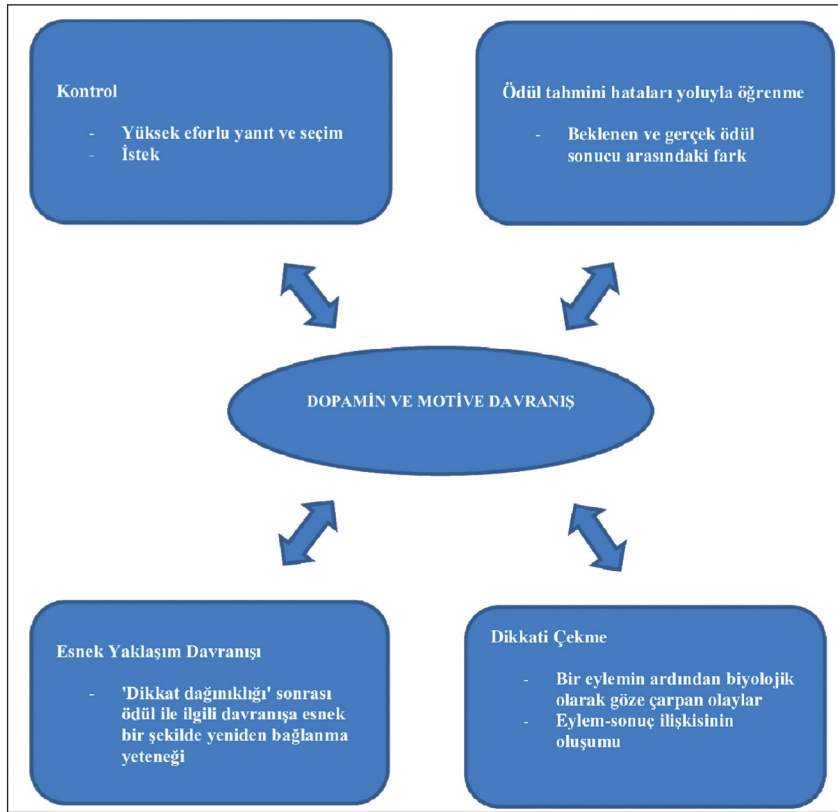 Kontrol
- Yüksek eforlu yanıt ve seçim
- İstek
Ödül tahmini hataları yoluyla öğrenme
- Beklenen ve gerçek ödül
sonucu arasındaki fark
DOPAMİN VE MOTİVE DAVRANIŞ
Esnek Yaklaşım Davranışı
- 'Dikkat dağınıklığı' sonrası
ödül ile ilgili davranışa esnek
bir şekilde yeniden bağlanma
yeteneği
Dikkati Çekme
- Bir eylemin ardından biyolojik
olarak göze çarpan olaylar
- Eylem-sonuç ilişkisinin
oluşumu